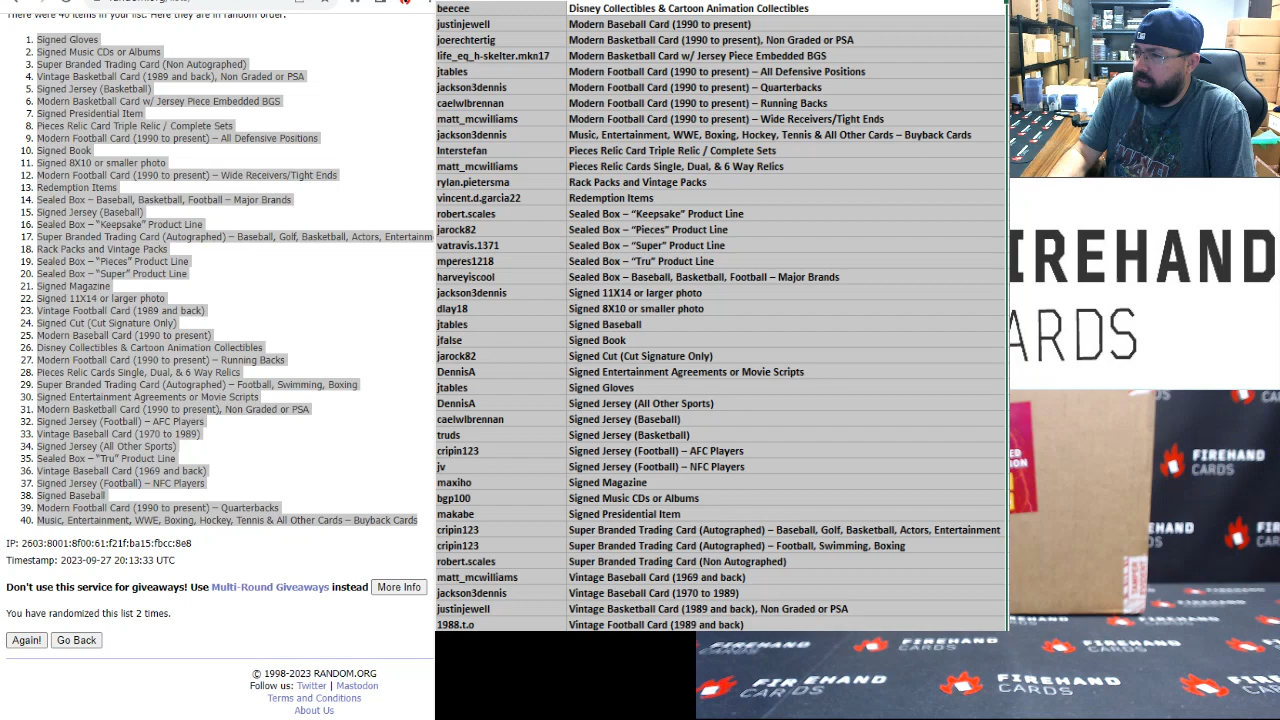 There were 40 items in your list. Here they are in random order:
1. Signed Gloves
2. Signed Music CDs or Albums
3. Super Branded Trading Card (Non Autographed)
4. Vintage Basketball Card (1989 and back), Non Graded or PSA
5. Signed Jersey (Basketball)
6. Modern Basketball Card w/ Jersey Piece Embedded BGS
7. Signed Presidential Item
8. Pieces Relic Card Triple Relic / Complete Sets
9. Modern Football Card (1990 to present) – All Defensive Positions
10. Signed Book
11. Signed 8X10 or smaller photo
12. Modern Football Card (1990 to present) – Wide Receivers/Tight Ends
13. Redemption Items
14. Sealed Box – Baseball, Basketball, Football – Major Brands
15. Signed Jersey (Baseball)
16. Sealed Box – "Keepsake" Product Line
17. Super Branded Trading Card (Autographed) – Baseball, Golf, Basketball, Actors, Entertainm
18. Rack Packs and Vintage Packs
19. Sealed Box – "Pieces" Product Line
20. Sealed Box – "Super" Product Line
21. Signed Magazine
22. Signed 11X14 or larger photo
23. Vintage Football Card (1989 and back)
24. Signed Cut (Cut Signature Only)
25. Modern Baseball Card (1990 to present)
26. Disney Collectibles & Cartoon Animation Collectibles
27. Modern Football Card (1990 to present) – Running Backs
28. Pieces Relic Cards Single, Dual, & 6 Way Relics
29. Super Branded Trading Card (Autographed) – Football, Swimming, Boxing
30. Signed Entertainment Agreements or Movie Scripts
31. Modern Basketball Card (1990 to present), Non Graded or PSA
32. Signed Jersey (Football) – AFC Players
33. Vintage Baseball Card (1970 to 1989)
34. Signed Jersey (All Other Sports)
35. Sealed Box – "Tru" Product Line
36. Vintage Baseball Card (1969 and back)
37. Signed Jersey (Football) – NFC Players
38. Signed Baseball
39. Modern Football Card (1990 to present) – Quarterbacks
40. Music, Entertainment, WWE, Boxing, Hockey, Tennis & All Other Cards – Buyback Cards
IP: 2603:8001:8f00:61:f21f:ba15:fbcc:8e8
Timestamp: 2023-09-27 20:13:33 UTC
Don't use this service for giveaways! Use Multi-Round Giveaways instead More Info
You have randomized this list 2 times.
Again! Go Back
© 1998-2023 RANDOM.ORG
Follow us: Twitter | Mastodon
Terms and Conditions
About Us
beecee Disney Collectibles & Cartoon Animation Collectibles
justinjewell Modern Baseball Card (1990 to present)
joerechtertig Modern Basketball Card (1990 to present), Non Graded or PSA
life_eq_h-skelter.mkn17 Modern Basketball Card w/ Jersey Piece Embedded BGS
jtables Modern Football Card (1990 to present) – All Defensive Positions
jackson3dennis Modern Football Card (1990 to present) – Quarterbacks
caelwlbrennan Modern Football Card (1990 to present) – Running Backs
matt_mcwilliams Modern Football Card (1990 to present) – Wide Receivers/Tight Ends
jackson3dennis Music, Entertainment, WWE, Boxing, Hockey, Tennis & All Other Cards – Buyback Cards
Interstefan Pieces Relic Card Triple Relic / Complete Sets
matt_mcwilliams Pieces Relic Cards Single, Dual, & 6 Way Relics
rylan.pietersma Rack Packs and Vintage Packs
vincent.d.garcia22 Redemption Items
robert.scales Sealed Box – "Keepsake" Product Line
jarock82 Sealed Box – "Pieces" Product Line
vatravis.1371 Sealed Box – "Super" Product Line
mperes1218 Sealed Box – "Tru" Product Line
harveyiscool Sealed Box – Baseball, Basketball, Football – Major Brands
jackson3dennis Signed 11X14 or larger photo
dlay18 Signed 8X10 or smaller photo
jtables Signed Baseball
jfalse Signed Book
jarock82 Signed Cut (Cut Signature Only)
DennisA Signed Entertainment Agreements or Movie Scripts
jtables Signed Gloves
DennisA Signed Jersey (All Other Sports)
caelwlbrennan Signed Jersey (Baseball)
truds Signed Jersey (Basketball)
cripin123 Signed Jersey (Football) – AFC Players
jv Signed Jersey (Football) – NFC Players
maxiho Signed Magazine
bgp100 Signed Music CDs or Albums
makabe Signed Presidential Item
cripin123 Super Branded Trading Card (Autographed) – Baseball, Golf, Basketball, Actors, Entertainment
cripin123 Super Branded Trading Card (Autographed) – Football, Swimming, Boxing
robert.scales Super Branded Trading Card (Non Autographed)
matt_mcwilliams Vintage Baseball Card (1969 and back)
jackson3dennis Vintage Baseball Card (1970 to 1989)
justinjewell Vintage Basketball Card (1989 and back), Non Graded or PSA
1988.t.o Vintage Football Card (1989 and back)
IREHAND
ARDS
FIREHAND
CARDS
FIREHAND
CARDS
FIREHAND
CARDS
FIREHAND
CARDS